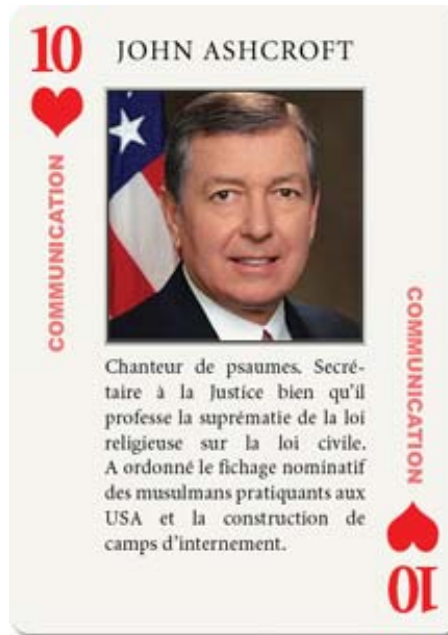 10
JOHN ASHCROFT
COMMUNICATION
Chanteur de psaumes. Secré-
taire à la Justice bien qu'il
professe la suprématie de la loi
religieuse sur la loi civile.
A ordonné le fichage nominatif
des musulmans pratiquants aux
USA et la construction de
camps d'internement.
COMMUNICATION
10